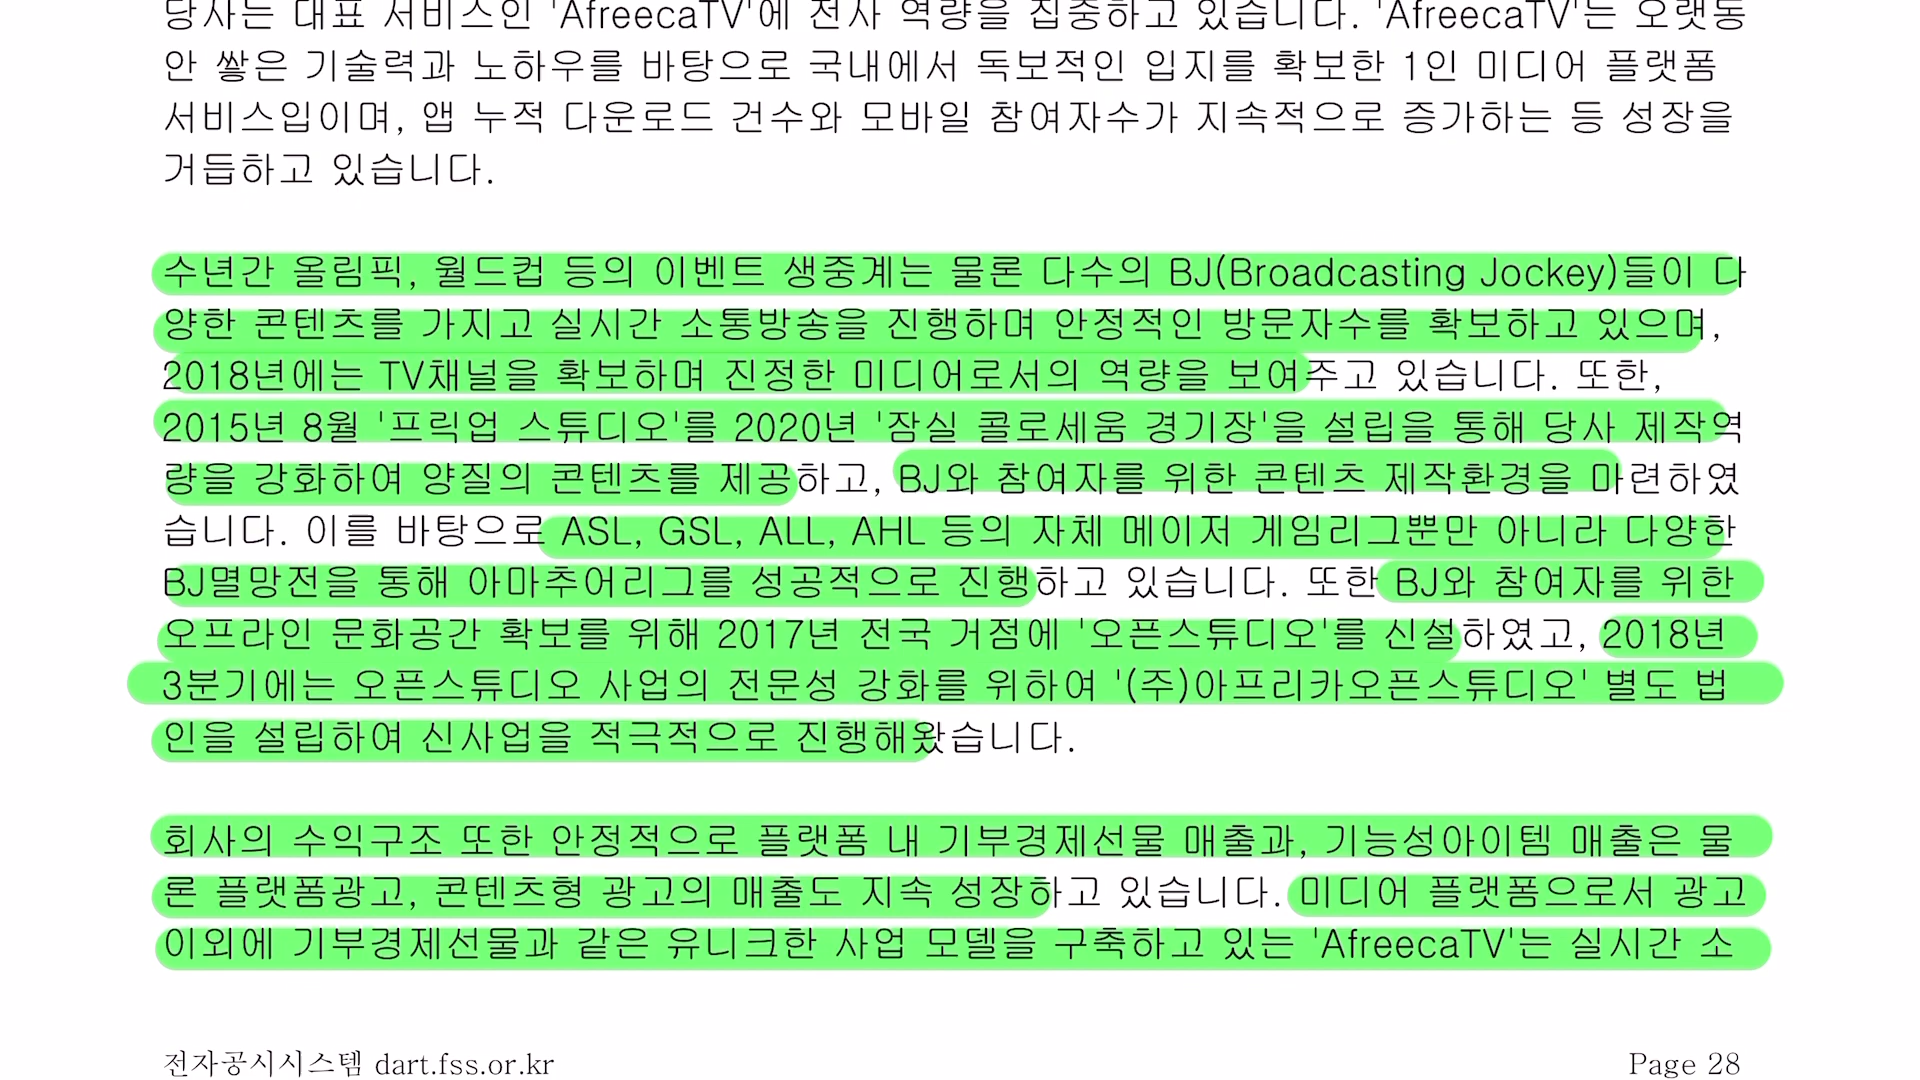 당사는 대표 서비스인 'AfreecaTV'에 전사 역량을 집중하고 있습니다. 'AfreecaTV'는 오랫동
안 쌓은 기술력과 노하우를 바탕으로 국내에서 독보적인 입지를 확보한 1인 미디어 플랫폼
서비스입이며, 앱 누적 다운로드 건수와 모바일 참여자수가 지속적으로 증가하는 등 성장을
거듭하고 있습니다.
수년간 올림픽, 월드컵 등의 이벤트 생중계는 물론 다수의 BJ(Broadcasting Jockey)들이 다
양한 콘텐츠를 가지고 실시간 소통방송을 진행하며 안정적인 방문자수를 확보하고 있으며,
2018년에는 TV채널을 확보하며 진정한 미디어로서의 역량을 보여주고 있습니다. 또한,
2015년 8월 '프릭업 스튜디오'를 2020년 '잠실 콜로세움 경기장'을 설립을 통해 당사 제작역
량을 강화하여 양질의 콘텐츠를 제공하고, BJ와 참여자를 위한 콘텐츠 제작환경을 마련하였
습니다. 이를 바탕으로 ASL, GSL, ALL, AHL 등의 자체 메이저 게임리그뿐만 아니라 다양한
BJ멸망전을 통해 아마추어리그를 성공적으로 진행하고 있습니다. 또한 BJ와 참여자를 위한
오프라인 문화공간 확보를 위해 2017년 전국 거점에 '오픈스튜디오'를 신설하였고, 2018년
3분기에는 오픈스튜디오 사업의 전문성 강화를 위하여 '(주)아프리카오픈스튜디오' 별도 법
인을 설립하여 신사업을 적극적으로 진행해왔습니다.
회사의 수익구조 또한 안정적으로 플랫폼 내 기부경제선물 매출과, 기능성아이템 매출은 물
론 플랫폼광고, 콘텐츠형 광고의 매출도 지속 성장하고 있습니다. 미디어 플랫폼으로서 광고
이외에 기부경제선물과 같은 유니크한 사업 모델을 구축하고 있는 'AfreecaTV'는 실시간 소
전자공시시스템 dart.fss.or.kr
Page 28